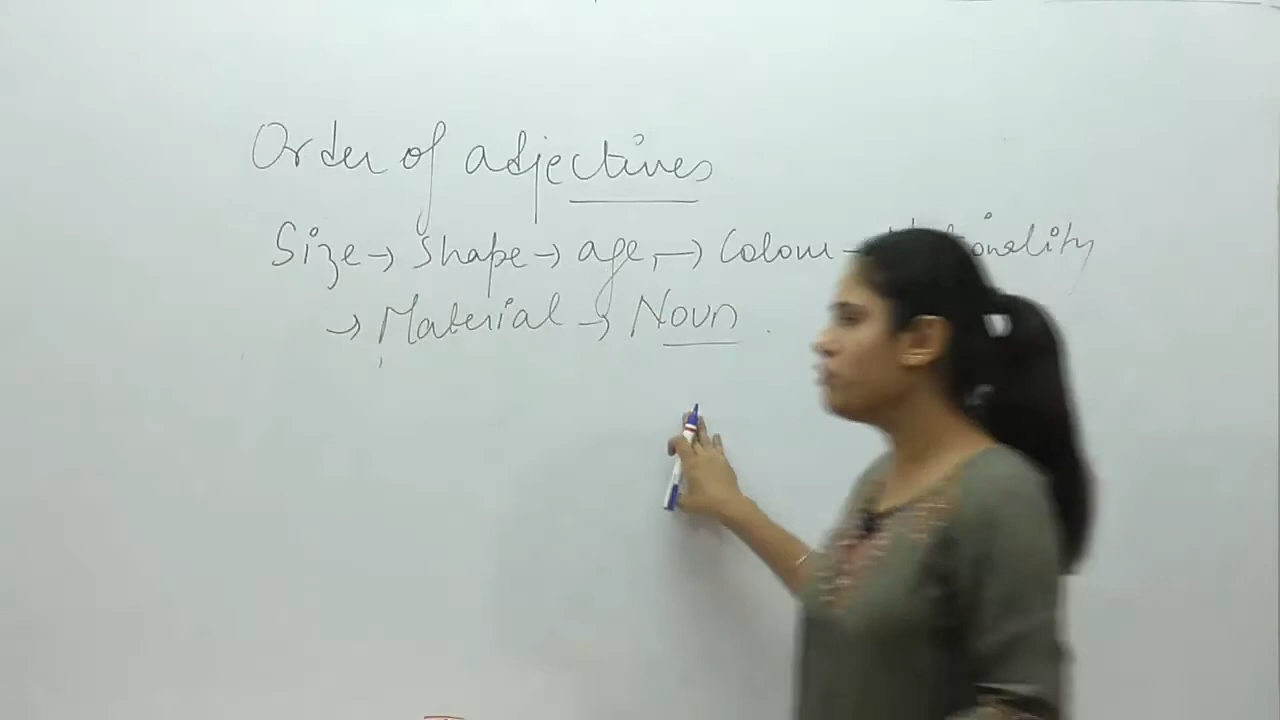 Order of adjectives
Size → Shape → age, → Colour →
→ Material → Noun